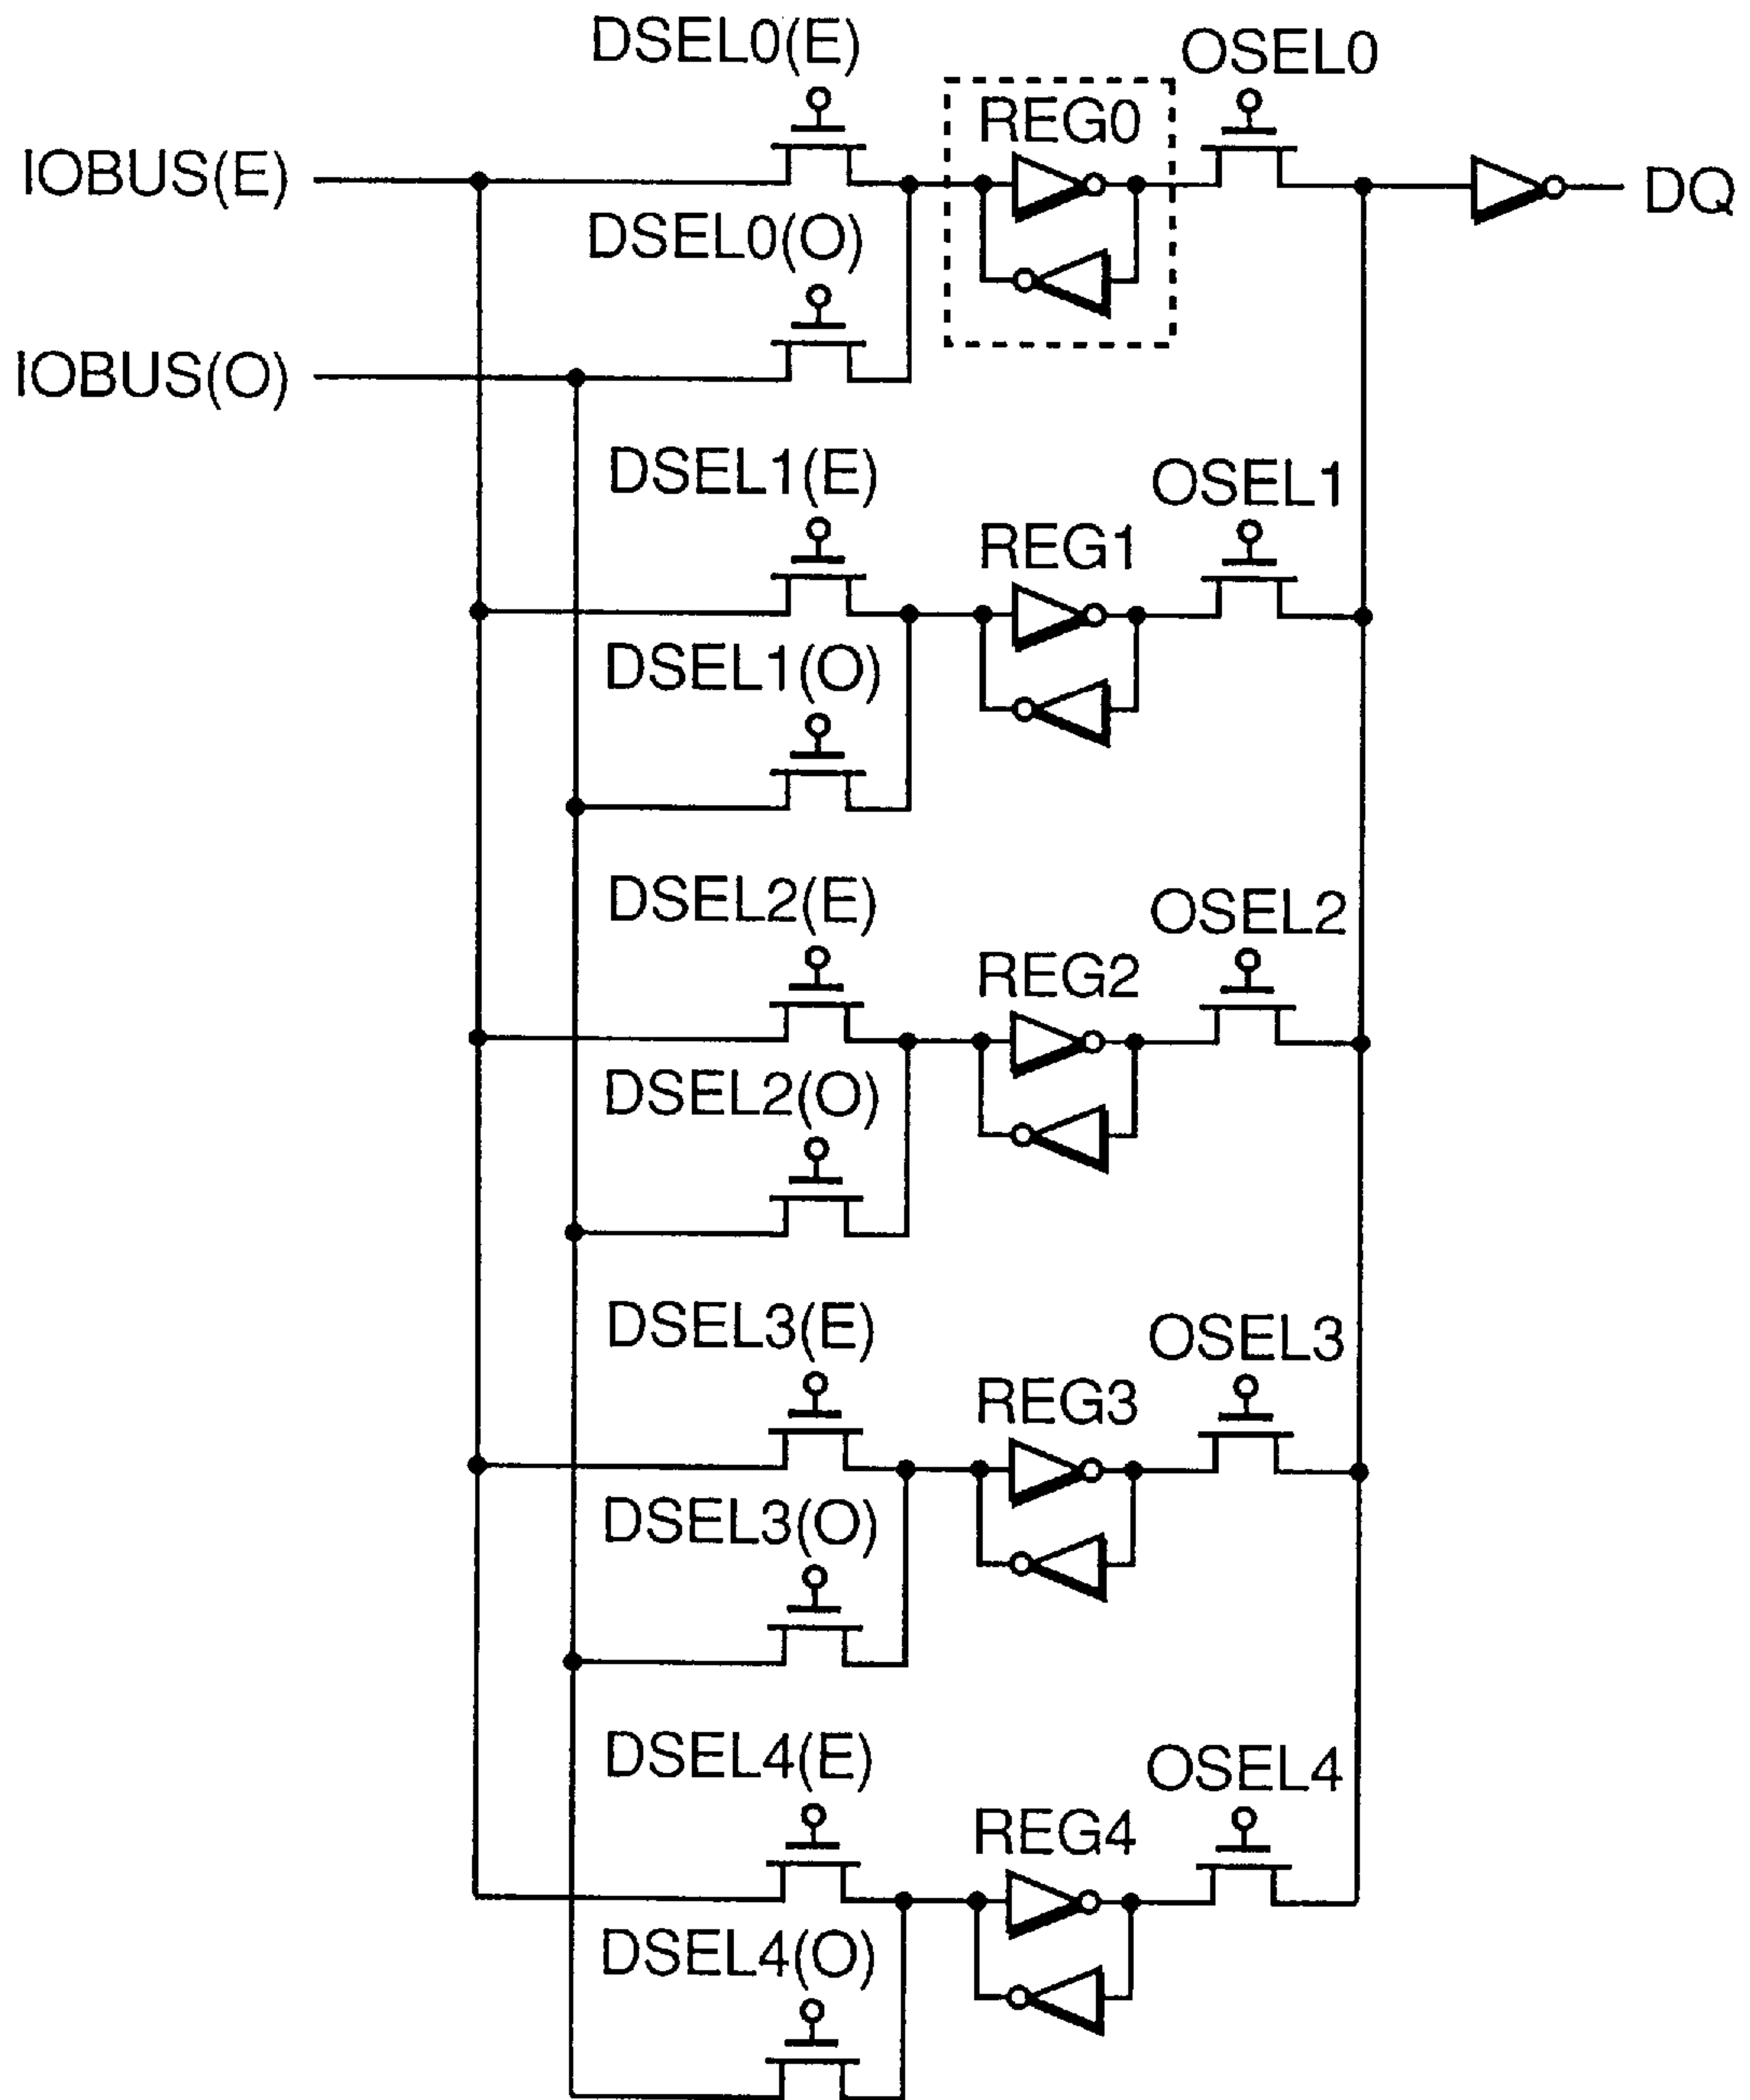 DSEL0(E)
OSEL0
REG0
IOBUS(E)
DQ
DSEL0(O)
IOBUS(O)
DSEL1(E)
OSEL1
REG1
DSEL1(O)
DSEL2(E)
OSEL2
REG2
DSEL2(O)
DSEL3(E)
OSEL3
REG3
DSEL3(O)
DSEL4(E)
OSEL4
REG4
DSEL4(O)